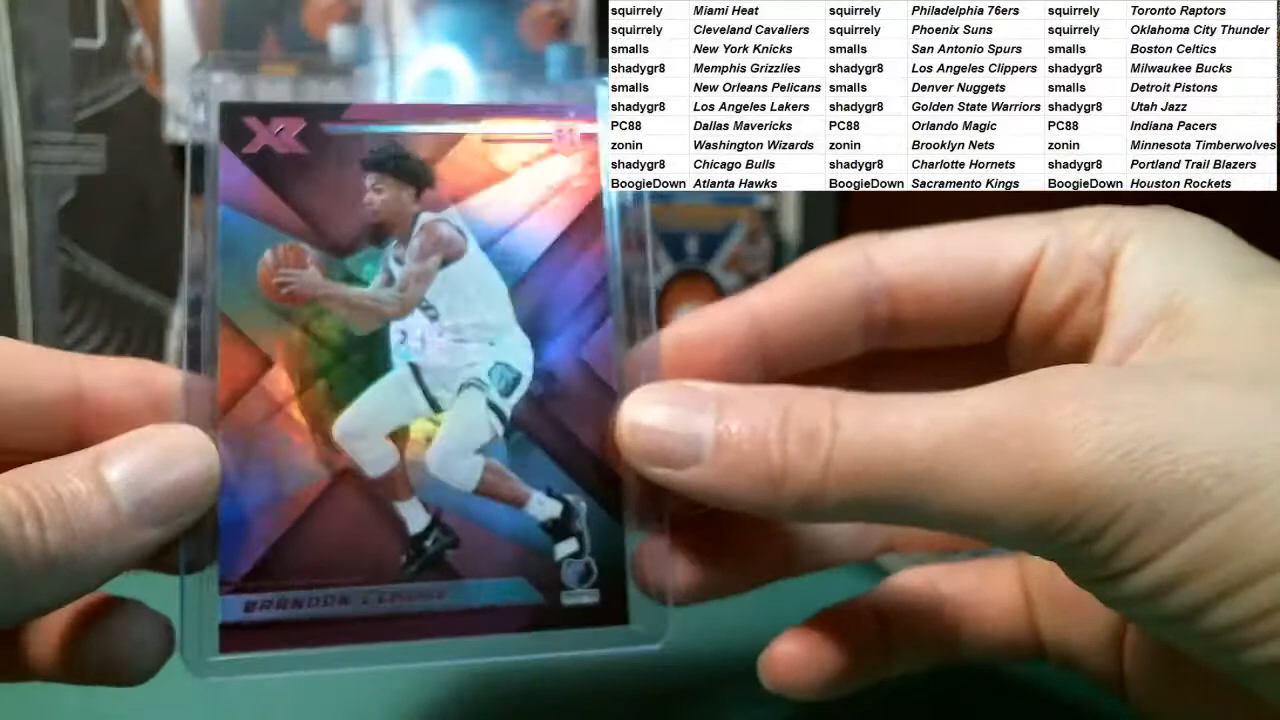 squirrely Miami Heat squirrely Philadelphia 76ers squirrely Toronto Raptors
squirrely Cleveland Cavaliers squirrely Phoenix Suns squirrely Oklahoma City Thunder
smalls New York Knicks smalls San Antonio Spurs smalls Boston Celtics
shadygr8 Memphis Grizzlies shadygr8 Los Angeles Clippers shadygr8 Milwaukee Bucks
smalls New Orleans Pelicans smalls Denver Nuggets smalls Detroit Pistons
shadygr8 Los Angeles Lakers shadygr8 Golden State Warriors shadygr8 Utah Jazz
PC88 Dallas Mavericks PC88 Orlando Magic PC88 Indiana Pacers
zonin Washington Wizards zonin Brooklyn Nets zonin Minnesota Timberwolves
shadygr8 Chicago Bulls shadygr8 Charlotte Hornets shadygr8 Portland Trail Blazers
BoogieDown Atlanta Hawks BoogieDown Sacramento Kings BoogieDown Houston Rockets
XR
BRANDON CLARKE